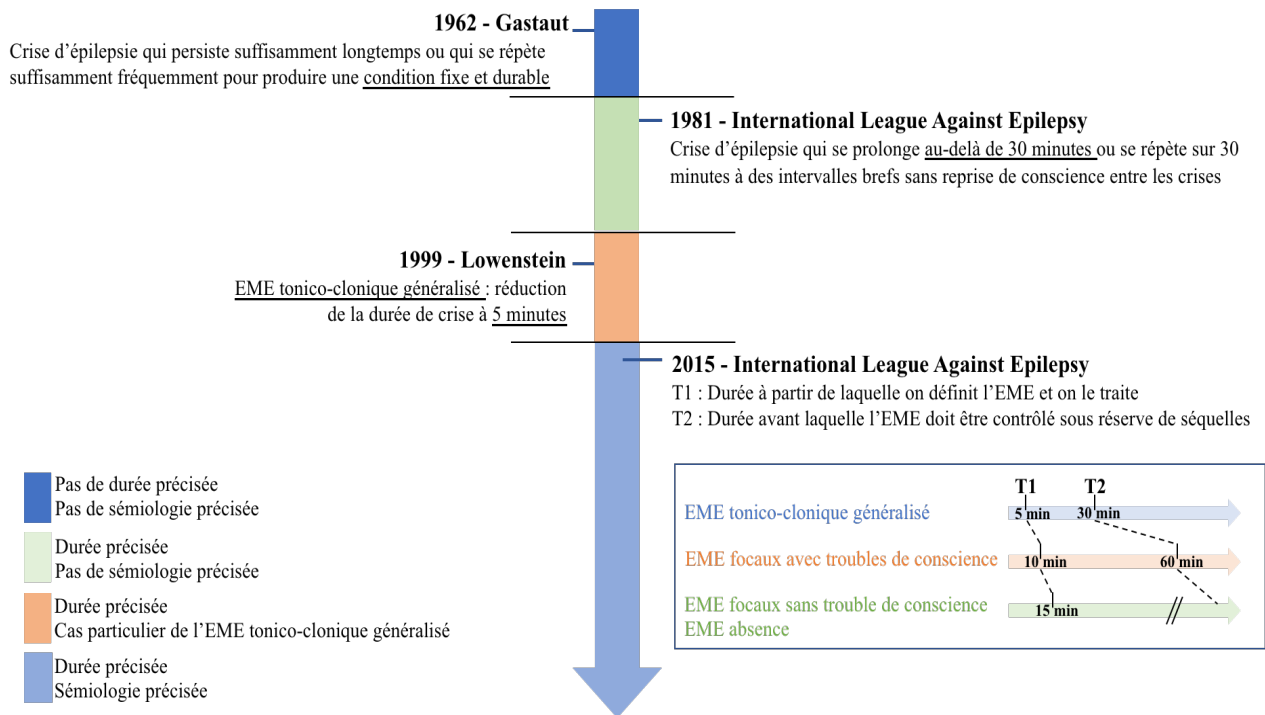 1962 - Gastaut
Crise d’épilepsie qui persiste suffisamment longtemps ou qui se répète
suffisamment fréquemment pour produire une condition fixe et durable
1981 - International League Against Epilepsy
Crise d’épilepsie qui se prolonge au-delà de 30 minutes ou se répète sur 30
minutes à des intervalles brefs sans reprise de conscience entre les crises
1999 - Lowenstein
EME tonico-clonique généralisé : réduction
de la durée de crise à 5 minutes
2015 - International League Against Epilepsy
T1 : Durée à partir de laquelle on définit l’EME et on le traite
T2 : Durée avant laquelle l’EME doit être contrôlé sous réserve de séquelles
Pas de durée précisée
Pas de sémiologie précisée
Durée précisée
Pas de sémiologie précisée
Durée précisée
Cas particulier de l’EME tonico-clonique généralisé
Durée précisée
Sémiologie précisée
T1 T2
EME tonico-clonique généralisé 5 min 30 min
EME focaux avec troubles de conscience 10 min 60 min
EME focaux sans trouble de conscience
15 min
EME absence